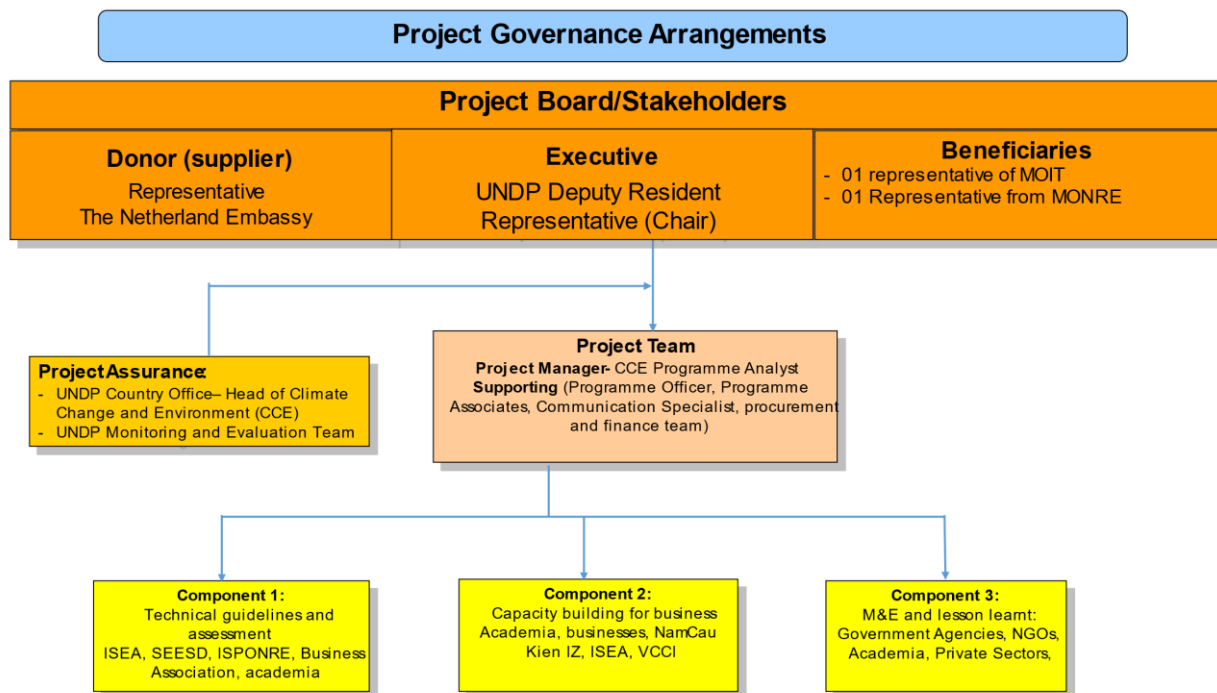 Project Governance Arrangements
Project Board/Stakeholders
Donor (supplier)
Representative
The Netherland Embassy
Executive
UNDP Deputy Resident
Representative (Chair)
Beneficiaries
- 01 representative of MOIT
- 01 Representative from MONRE
Project Assurance:
- UNDP Country Office– Head of Climate
Change and Environment (CCE)
- UNDP Monitoring and Evaluation Team
Project Team
Project Manager- CCE Programme Analyst
Supporting (Programme Officer, Programme
Associates, Communication Specialist, procurement
and finance team)
Component 1:
Technical guidelines and
assessment
ISEA, SEESD, ISPONRE, Business
Association, academia
Component 2:
Capacity building for business
Academia, businesses, NamCau
Kien IZ, ISEA, VCCI
Component 3:
M&E and lesson learnt:
Government Agencies, NGOs,
Academia, Private Sectors,